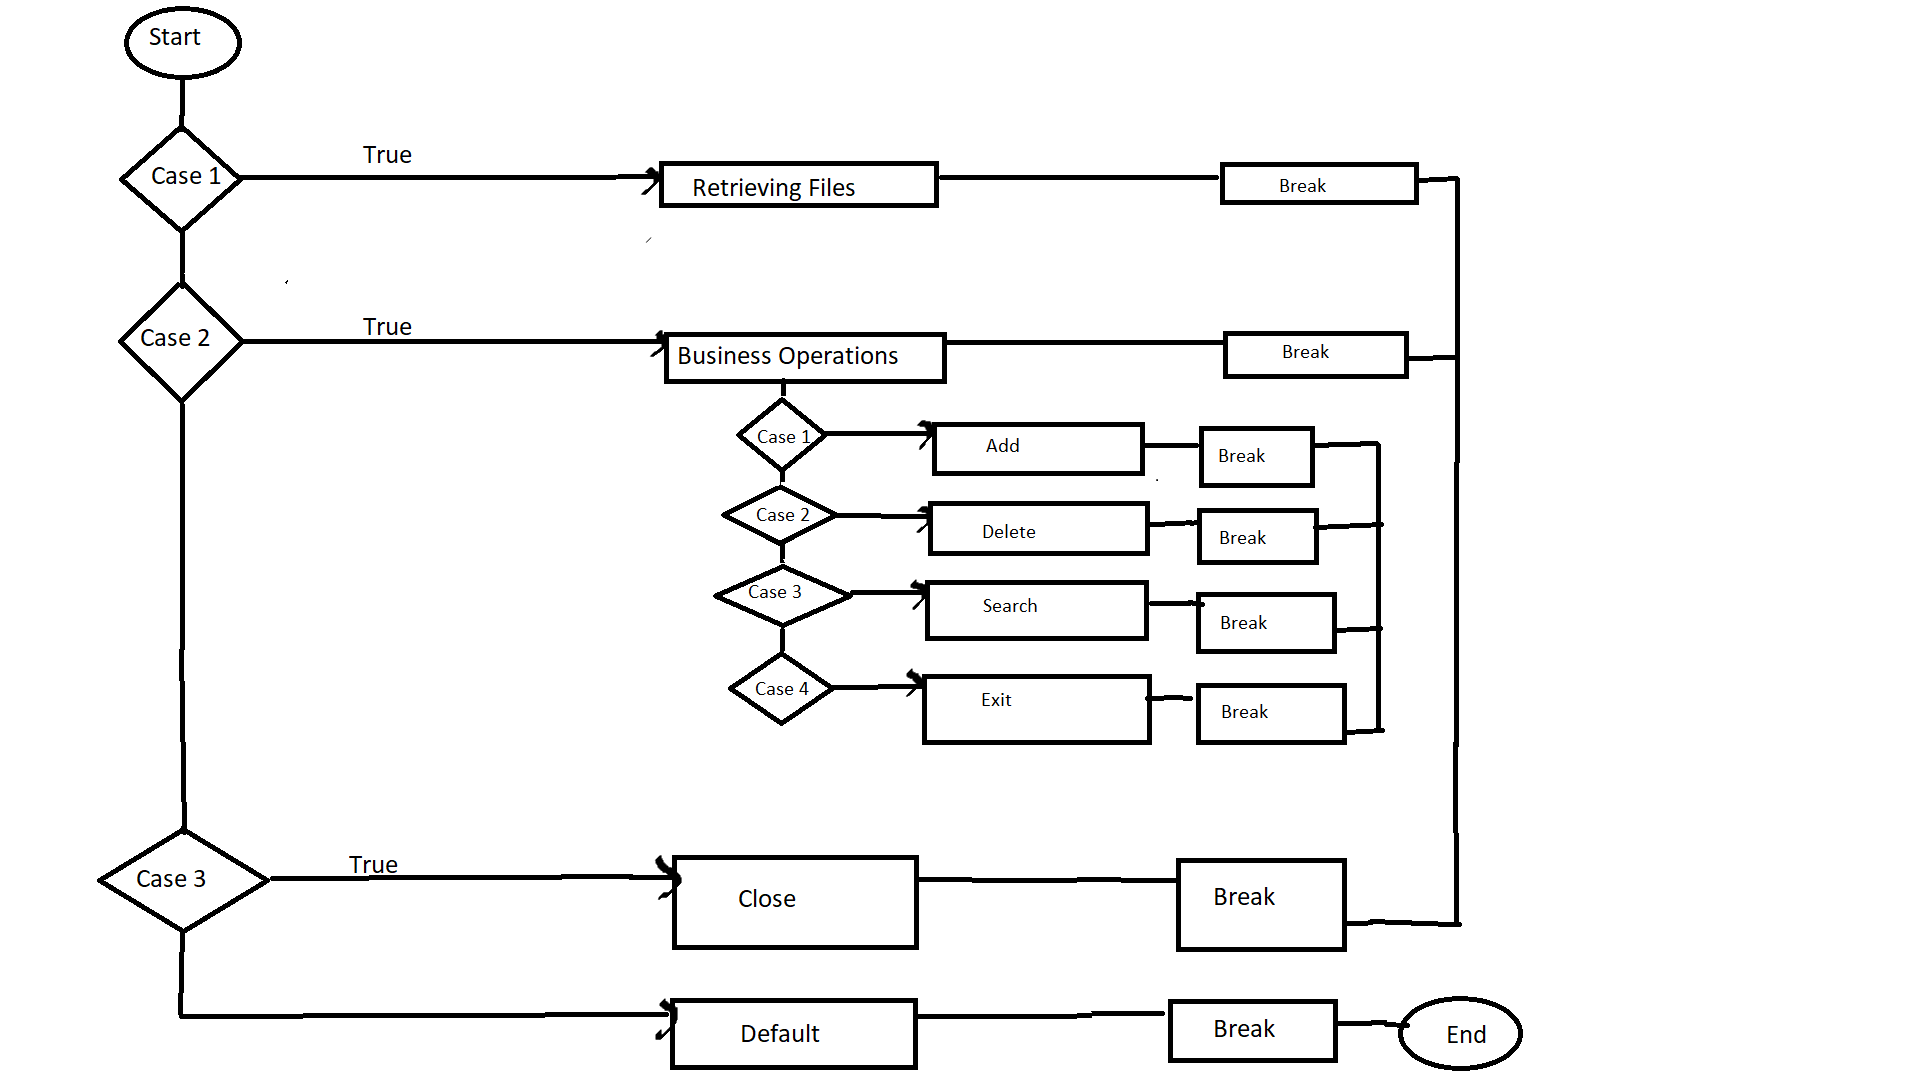 Start
Case 1
True
Retrieving Files
Break
Case 2
True
Business Operations
Break
Case 1
Add
Break
Case 2
Delete
Break
Case 3
Search
Break
Case 4
Exit
Break
Case 3
True
Close
Break
Default
Break
End